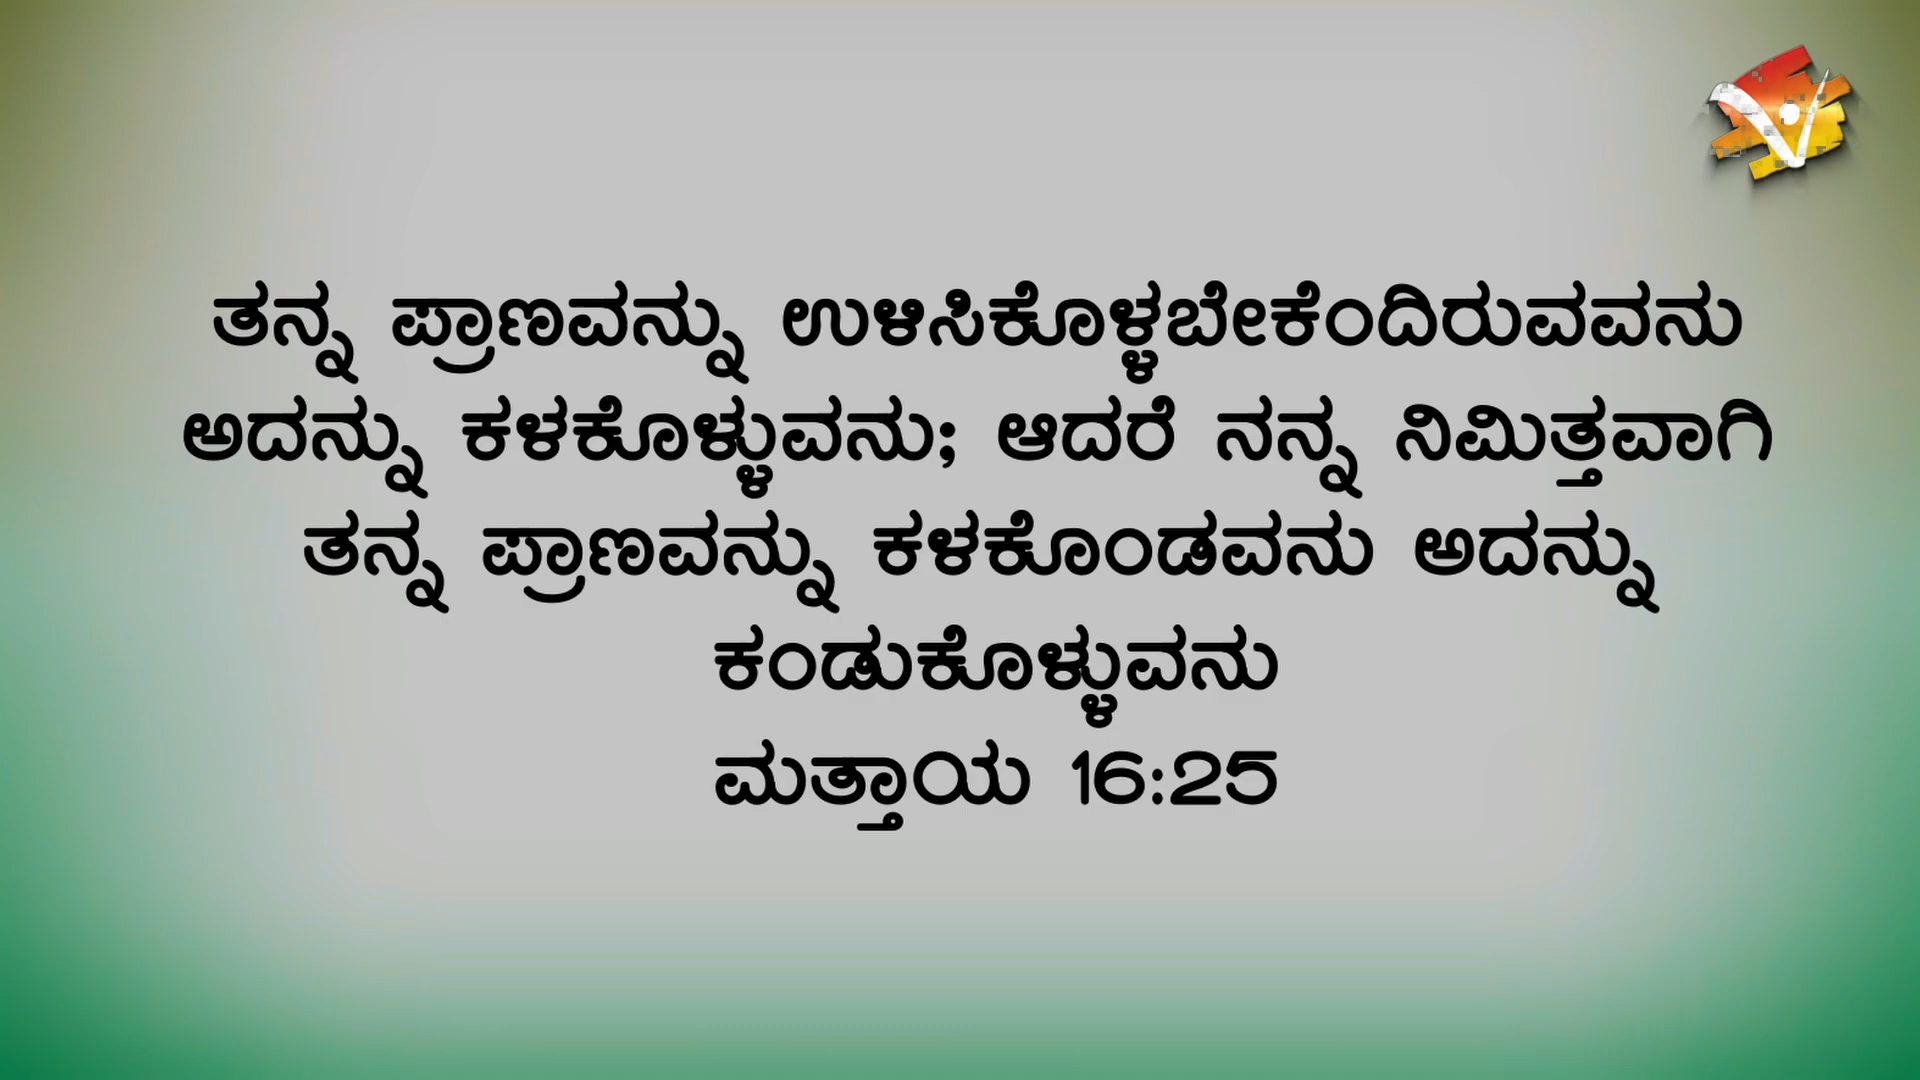 ತನ್ನ ಪ್ರಾಣವನ್ನು ಉಳಿಸಿಕೊಳ್ಳಬೇಕೆಂದಿರುವವನು
ಅದನ್ನು ಕಳಕೊಳ್ಳುವನು; ಆದರೆ ನನ್ನ ನಿಮಿತ್ತವಾಗಿ
ತನ್ನ ಪ್ರಾಣವನ್ನು ಕಳಕೊಂಡವನು ಅದನ್ನು
ಕಂಡುಕೊಳ್ಳುವನು
ಮತ್ತಾಯ 16:25